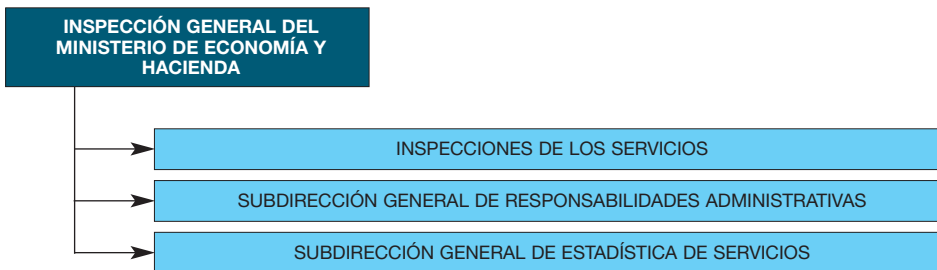 INSPECCIÓN GENERAL DEL
MINISTERIO DE ECONOMÍA Y
HACIENDA
INSPECCIONES DE LOS SERVICIOS
SUBDIRECCIÓN GENERAL DE RESPONSABILIDADES ADMINISTRATIVAS
SUBDIRECCIÓN GENERAL DE ESTADÍSTICA DE SERVICIOS